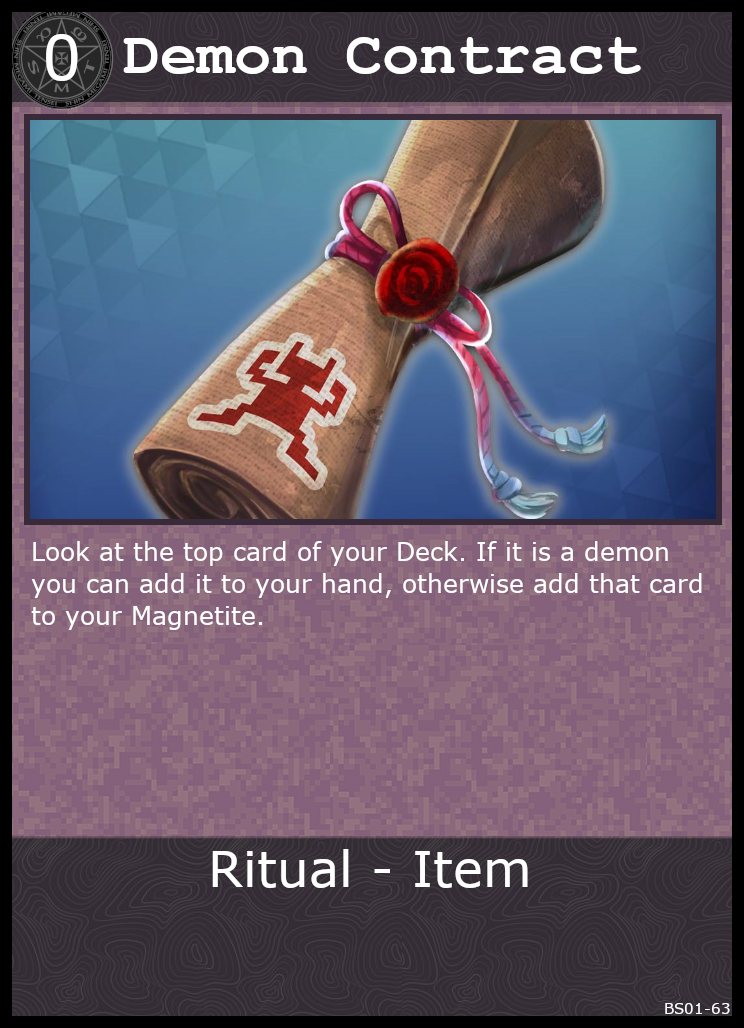 0 Demon Contract
Look at the top card of your Deck. If it is a demon
you can add it to your hand, otherwise add that card
to your Magnetite.
Ritual - Item
BS01-63